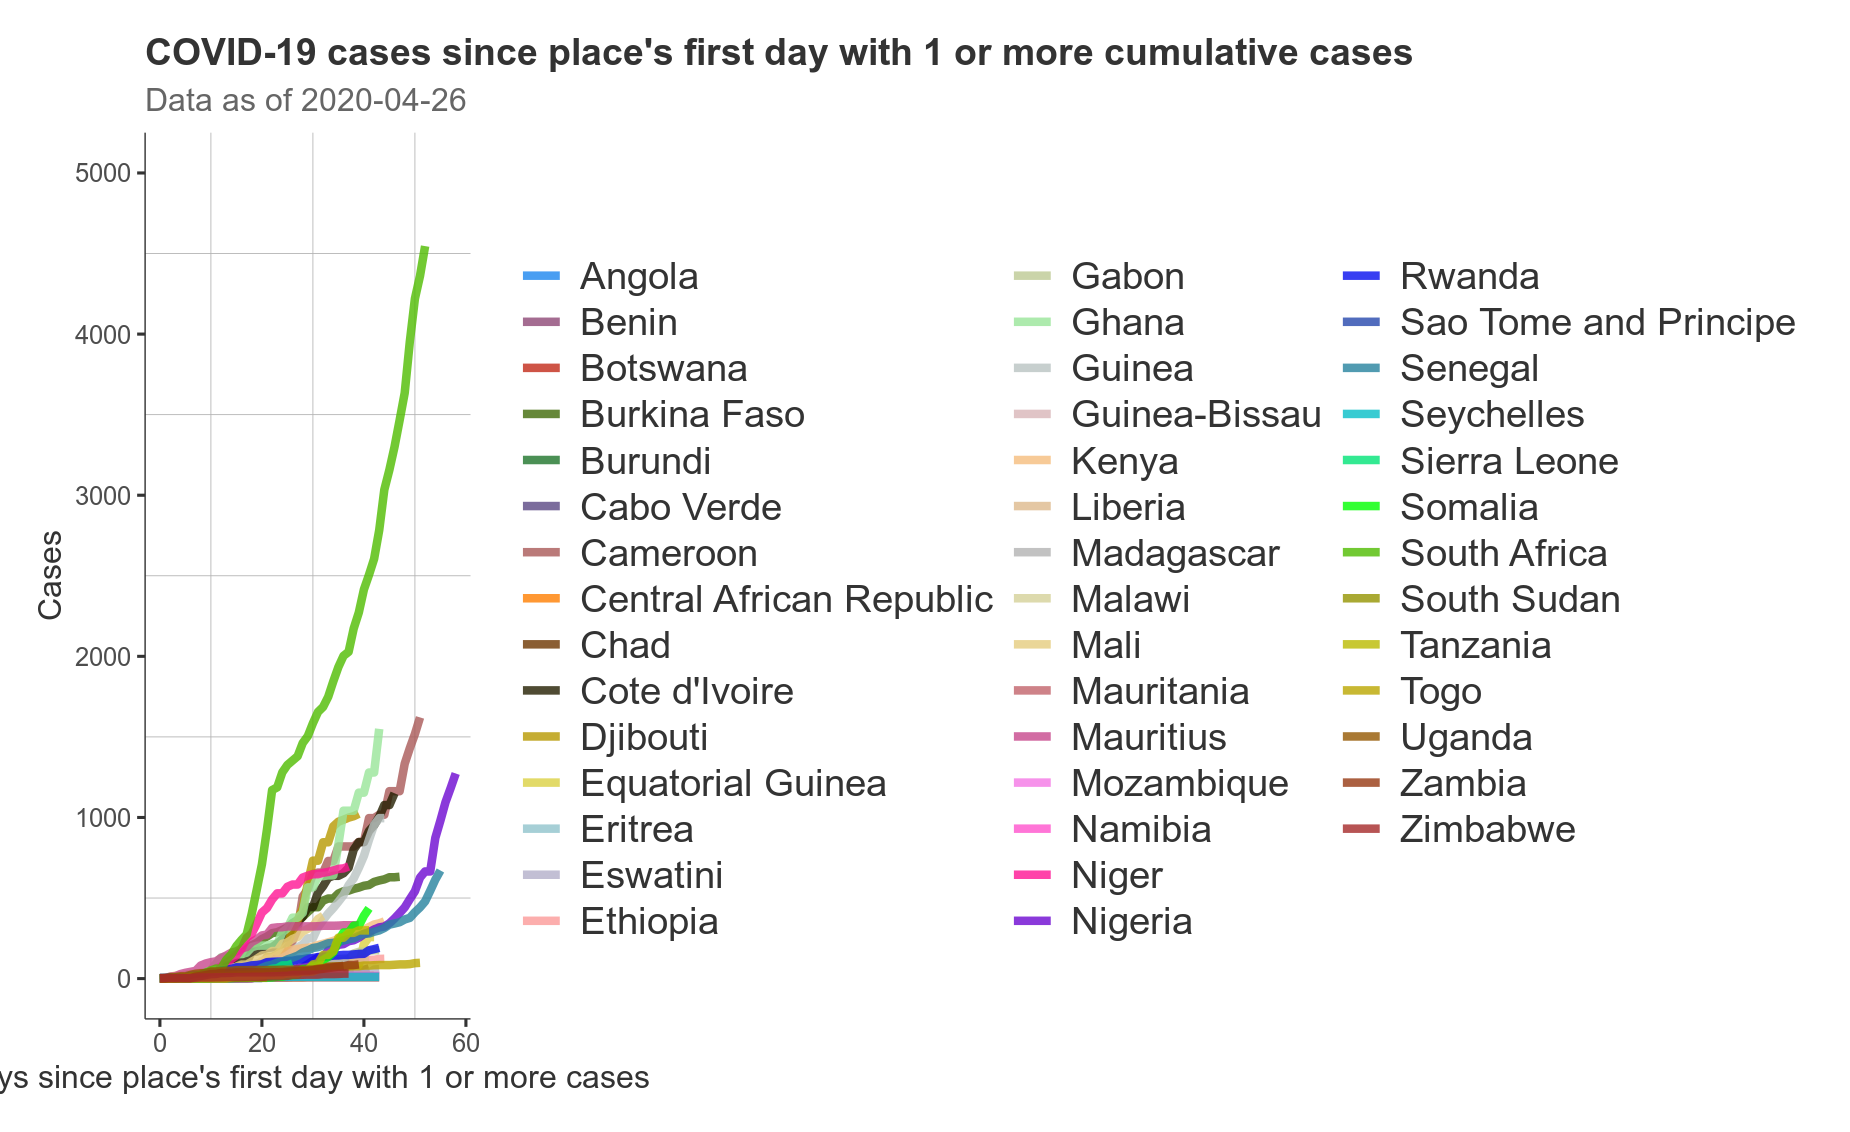 COVID-19 cases since place's first day with 1 or more cumulative cases
Data as of 2020-04-26
5000
4000
3000
2000
1000
0
Cases
0 20 40 60
ys since place's first day with 1 or more cases
Angola
Benin
Botswana
Burkina Faso
Burundi
Cabo Verde
Cameroon
Central African Republic
Chad
Cote d'Ivoire
Djibouti
Equatorial Guinea
Eritrea
Eswatini
Ethiopia
Gabon
Ghana
Guinea
Guinea-Bissau
Kenya
Liberia
Madagascar
Malawi
Mali
Mauritania
Mauritius
Mozambique
Namibia
Niger
Nigeria
Rwanda
Sao Tome and Principe
Senegal
Seychelles
Sierra Leone
Somalia
South Africa
South Sudan
Tanzania
Togo
Uganda
Zambia
Zimbabwe